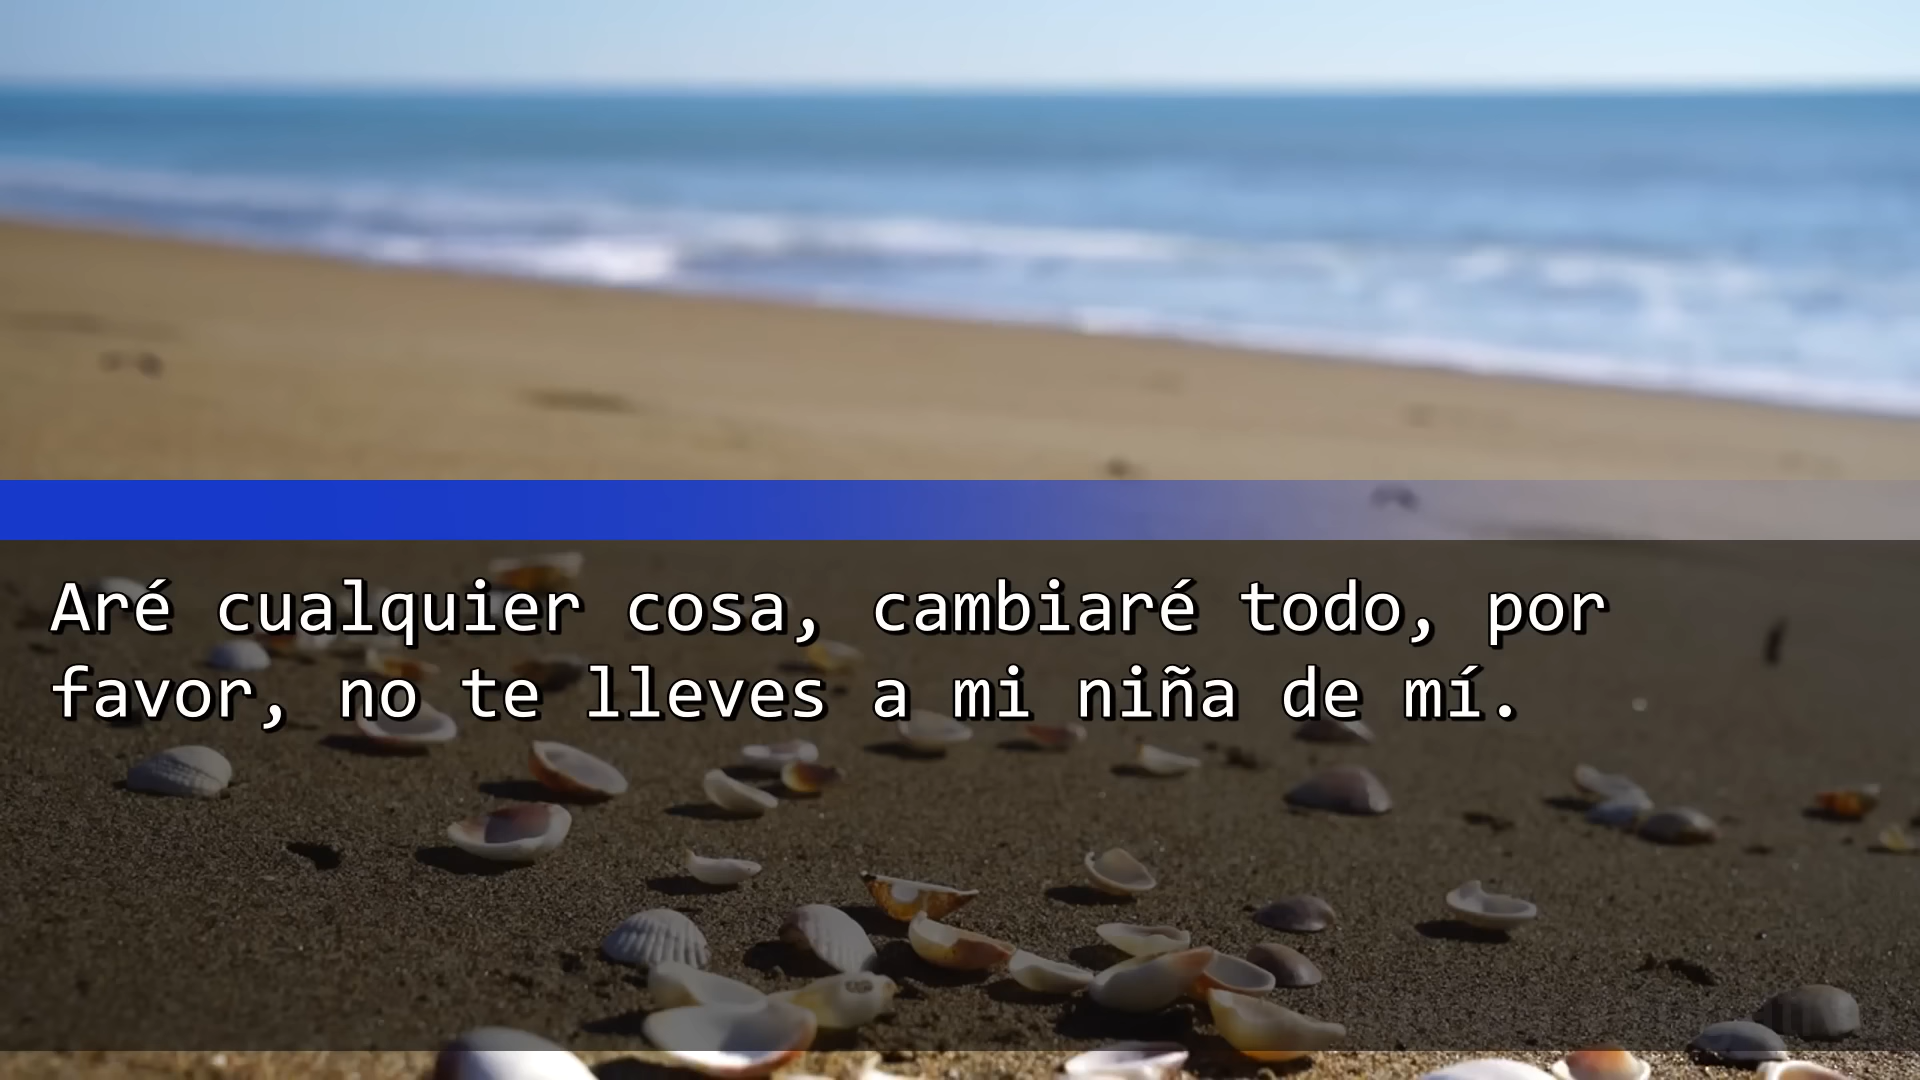 Aré cualquier cosa, cambiaré todo, por
favor, no te lleves a mi niña de mí.